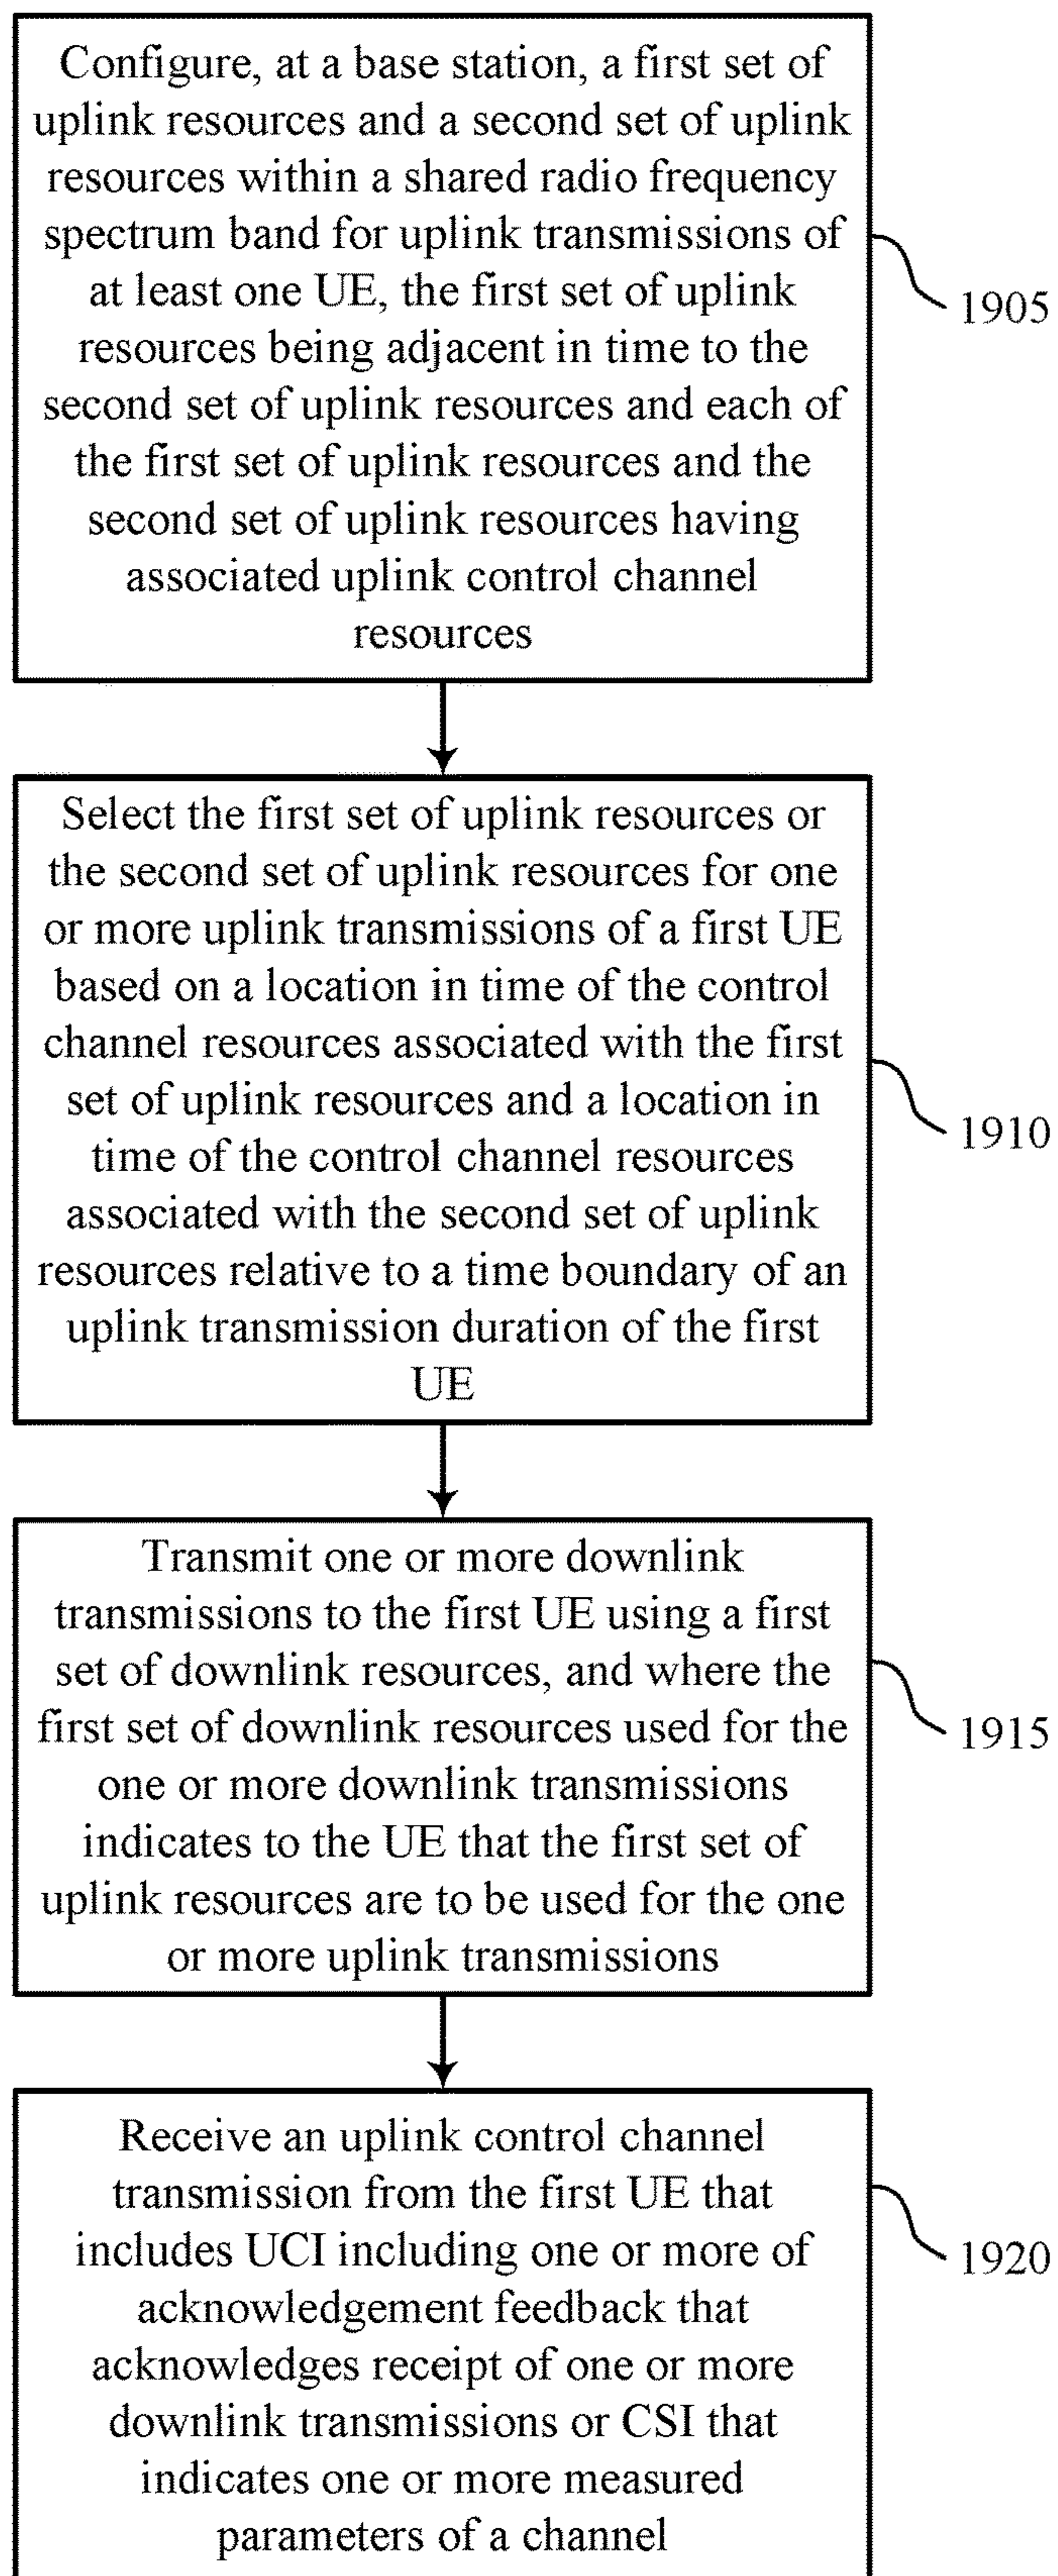 Configure, at a base station, a first set of
uplink resources and a second set of uplink
resources within a shared radio frequency
spectrum band for uplink transmissions of
at least one UE, the first set of uplink
resources being adjacent in time to the
second set of uplink resources and each of
the first set of uplink resources and the
second set of uplink resources having
associated uplink control channel
resources
1905
Select the first set of uplink resources or
the second set of uplink resources for one
or more uplink transmissions of a first UE
based on a location in time of the control
channel resources associated with the first
set of uplink resources and a location in
time of the control channel resources
associated with the second set of uplink
resources relative to a time boundary of an
uplink transmission duration of the first
UE
1910
Transmit one or more downlink
transmissions to the first UE using a first
set of downlink resources, and where the
first set of downlink resources used for the
one or more downlink transmissions
indicates to the UE that the first set of
uplink resources are to be used for the one
or more uplink transmissions
1915
Receive an uplink control channel
transmission from the first UE that
includes UCI including one or more of
acknowledgement feedback that
acknowledges receipt of one or more
downlink transmissions or CSI that
indicates one or more measured
parameters of a channel
1920